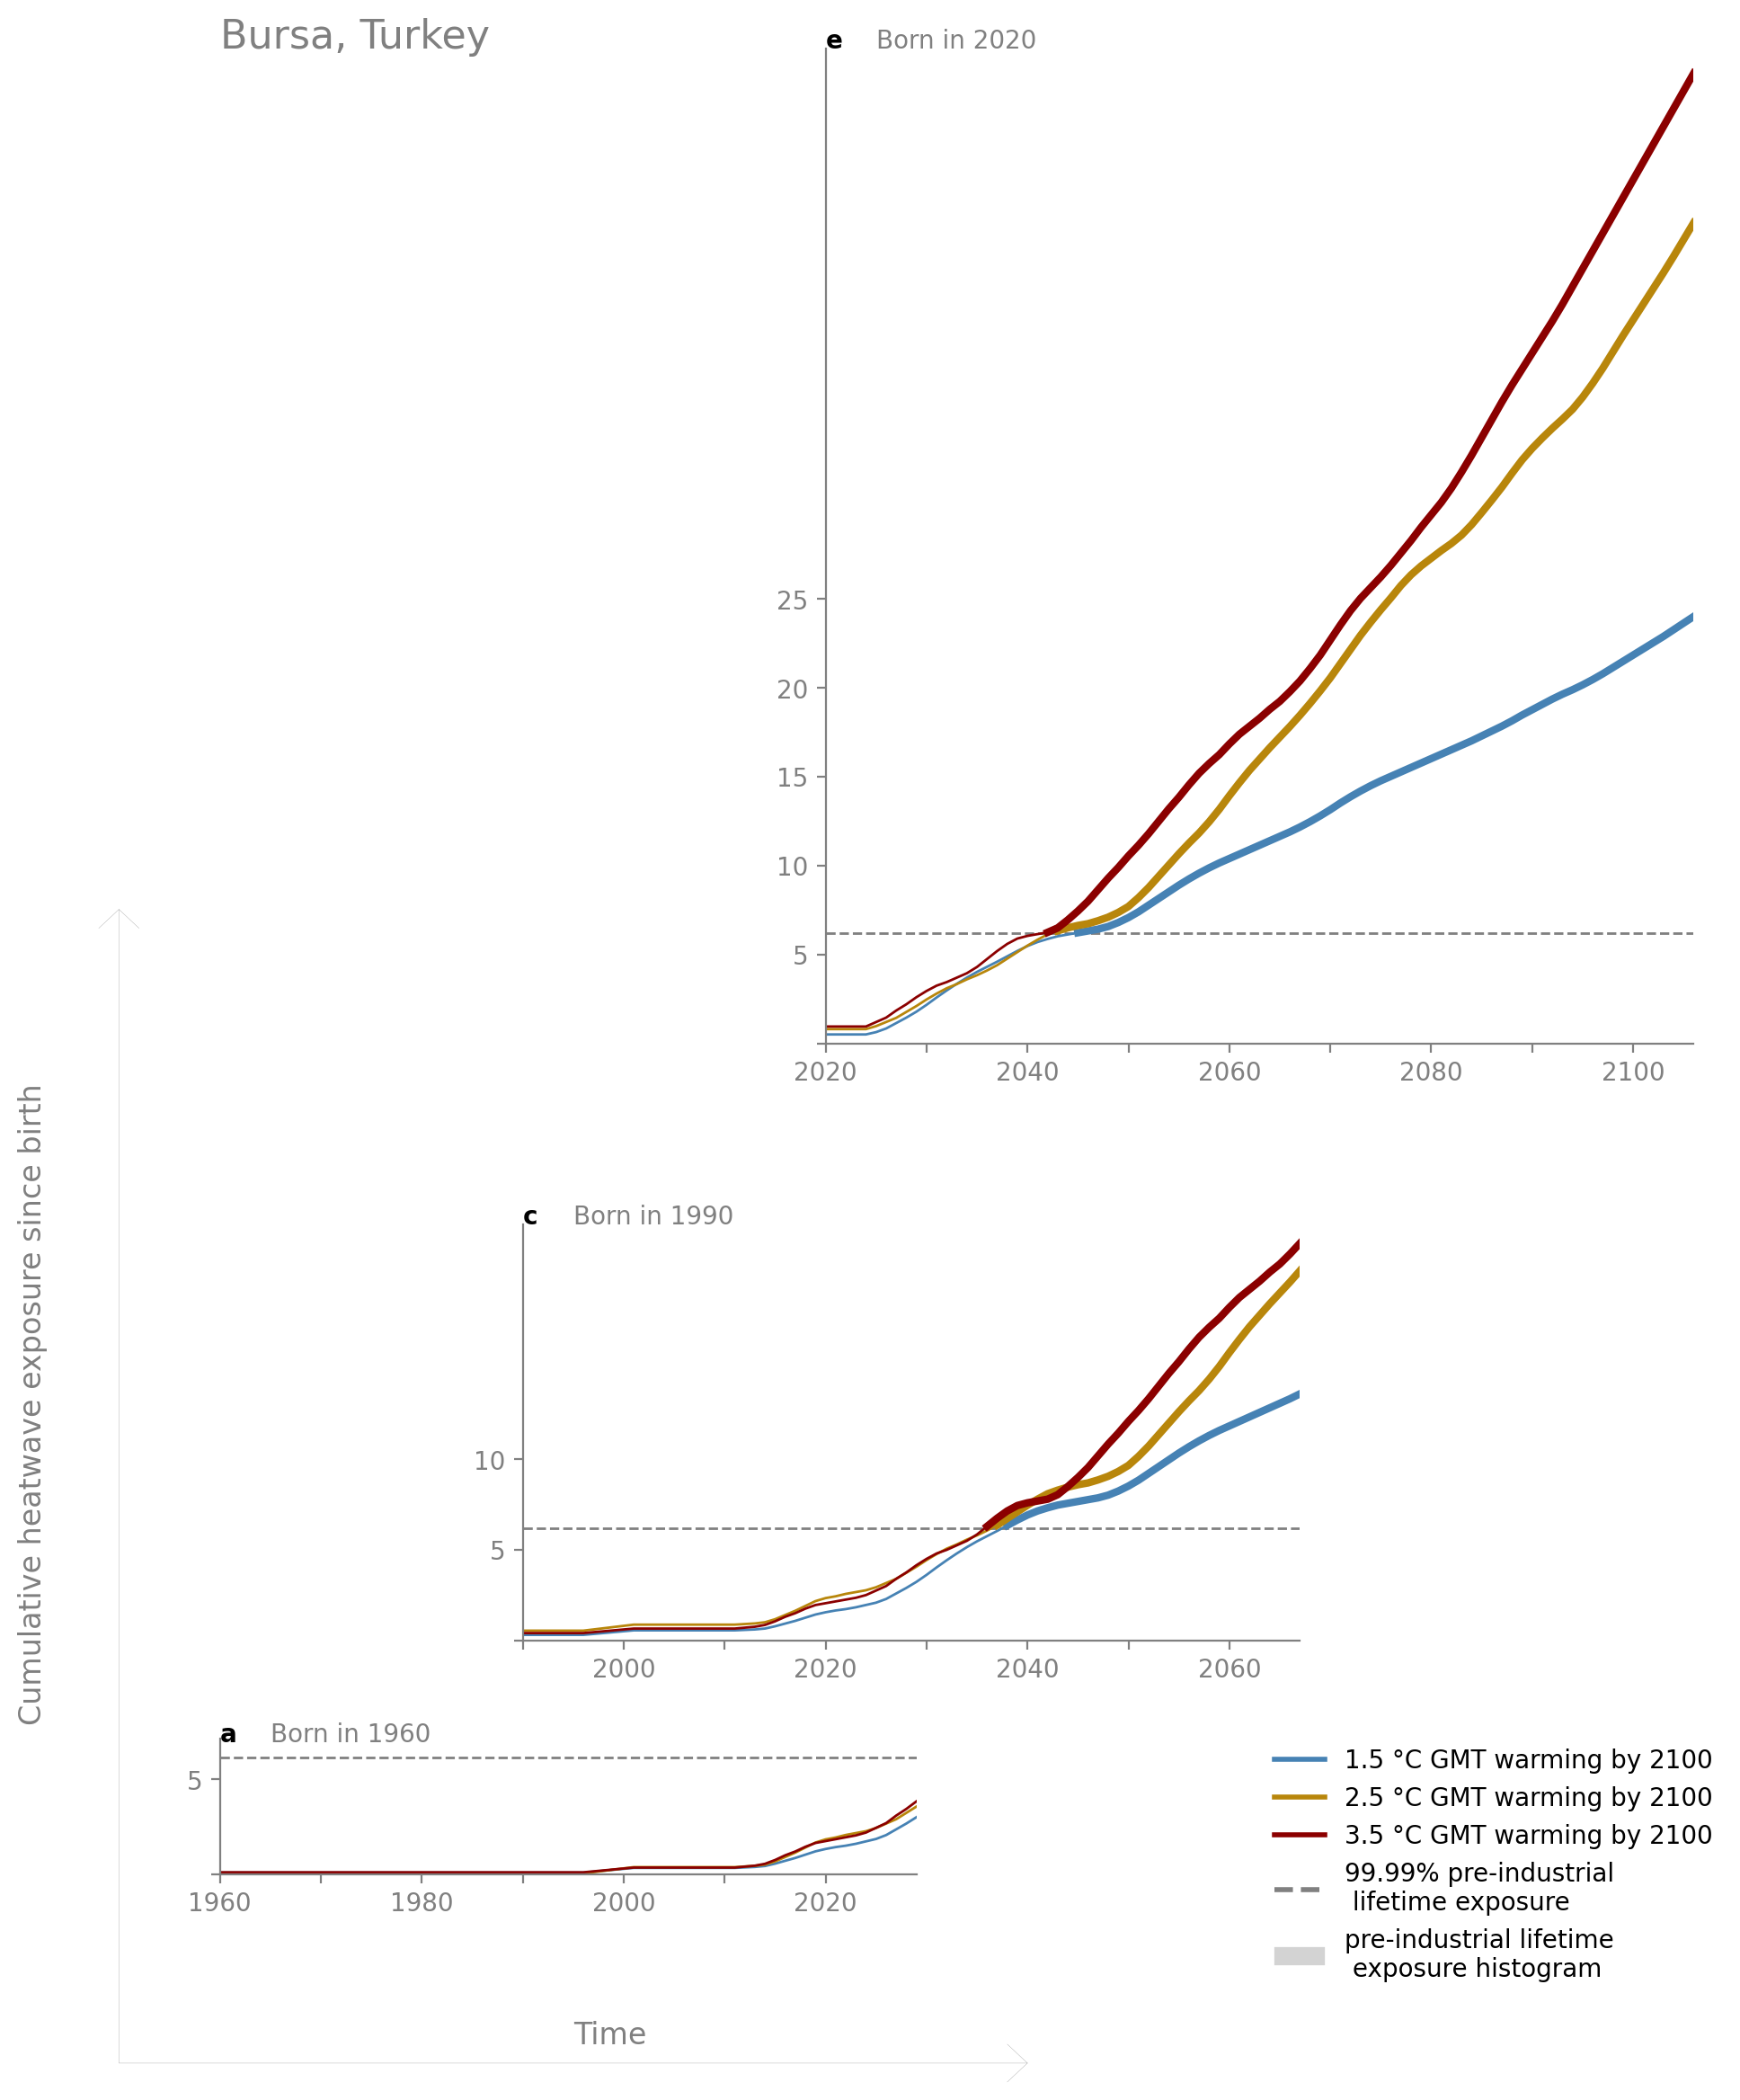 Bursa, Turkey
e Born in 2020
25
20
15
10
5
2020 2040 2060 2080 2100
Cumulative heatwave exposure since birth
c Born in 1990
10
5
2000 2020 2040 2060
a Born in 1960
5
1960 1980 2000 2020
1.5 °C GMT warming by 2100
2.5 °C GMT warming by 2100
3.5 °C GMT warming by 2100
99.99% pre-industrial
lifetime exposure
pre-industrial lifetime
exposure histogram
Time